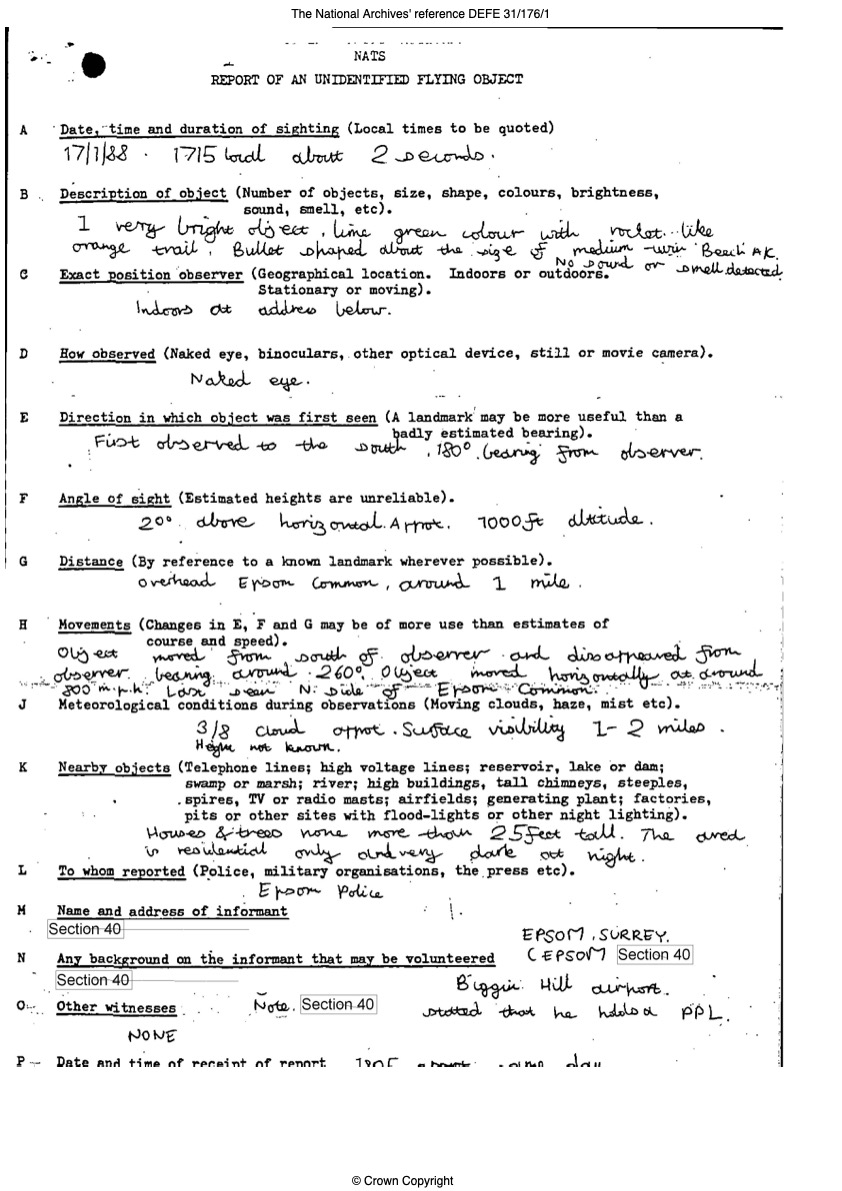 The National Archives' reference DEFE 31/176/1
NATS
REPORT OF AN UNIDENTIFIED FLYING OBJECT
A Date, time and duration of sighting (Local times to be quoted)
17/1/88 . 1715 local about 2 seconds.
B Description of object (Number of objects, size, shape, colours, brightness,
sound, smell, etc).
1 very bright object, lime green colour with rocket like
orange trail, Bullet shaped about the size of medium twin Beech AK.
No sound or smell detected.
C Exact position observer (Geographical location. Indoors or outdoors.
Stationary or moving).
Indoors at address below.
D How observed (Naked eye, binoculars, other optical device, still or movie camera).
Naked eye.
E Direction in which object was first seen (A landmark may be more useful than a
badly estimated bearing).
First observed to the south, 180° bearing from observer.
F Angle of sight (Estimated heights are unreliable).
20° above horizontal. Approx. 1000ft altitude.
G Distance (By reference to a known landmark wherever possible).
overhead Epsom Common, around 1 mile.
H Movements (Changes in E, F and G may be of more use than estimates of
course and speed).
Object moved from south of observer and disappeared from
observer bearing around 260°. Object moved horizontally at around
800 m.p.h. Last seen N. side of Epsom Common.
J Meteorological conditions during observations (Moving clouds, haze, mist etc).
3/8 cloud approx. Surface visibility 1-2 miles.
Height not known.
K Nearby objects (Telephone lines; high voltage lines; reservoir, lake or dam;
swamp or marsh; river; high buildings, tall chimneys, steeples,
spires, TV or radio masts; airfields; generating plant; factories,
pits or other sites with flood-lights or other night lighting).
Houses & trees none more than 25feet tall. The area
is residential only and very dark at night.
L To whom reported (Police, military organisations, the press etc).
Epsom Police
M Name and address of informant
Section 40
EPSOM, SURREY.
N Any background on the informant that may be volunteered
(EPSOM Section 40
Section 40
Biggin Hill airport.
O Other witnesses
Note. Section 40 stated that he holds a PPL.
NONE
P Date and time of receipt of report
© Crown Copyright